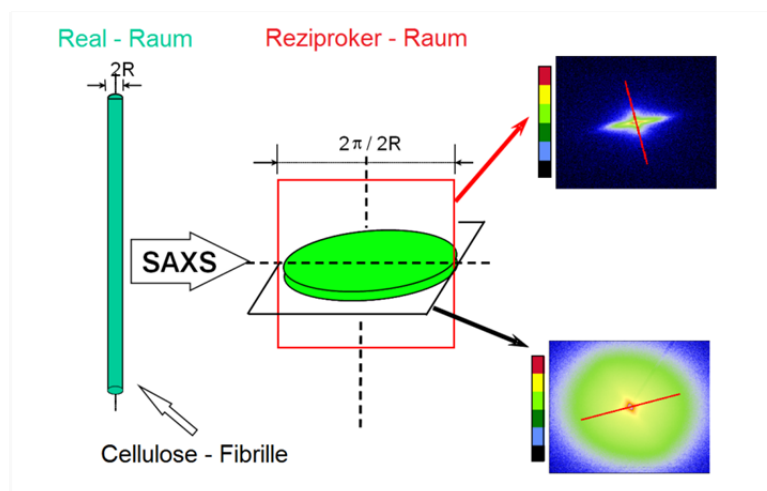 Real - Raum
Reziproker - Raum
2R
2π / 2R
SAXS
Cellulose - Fibrille